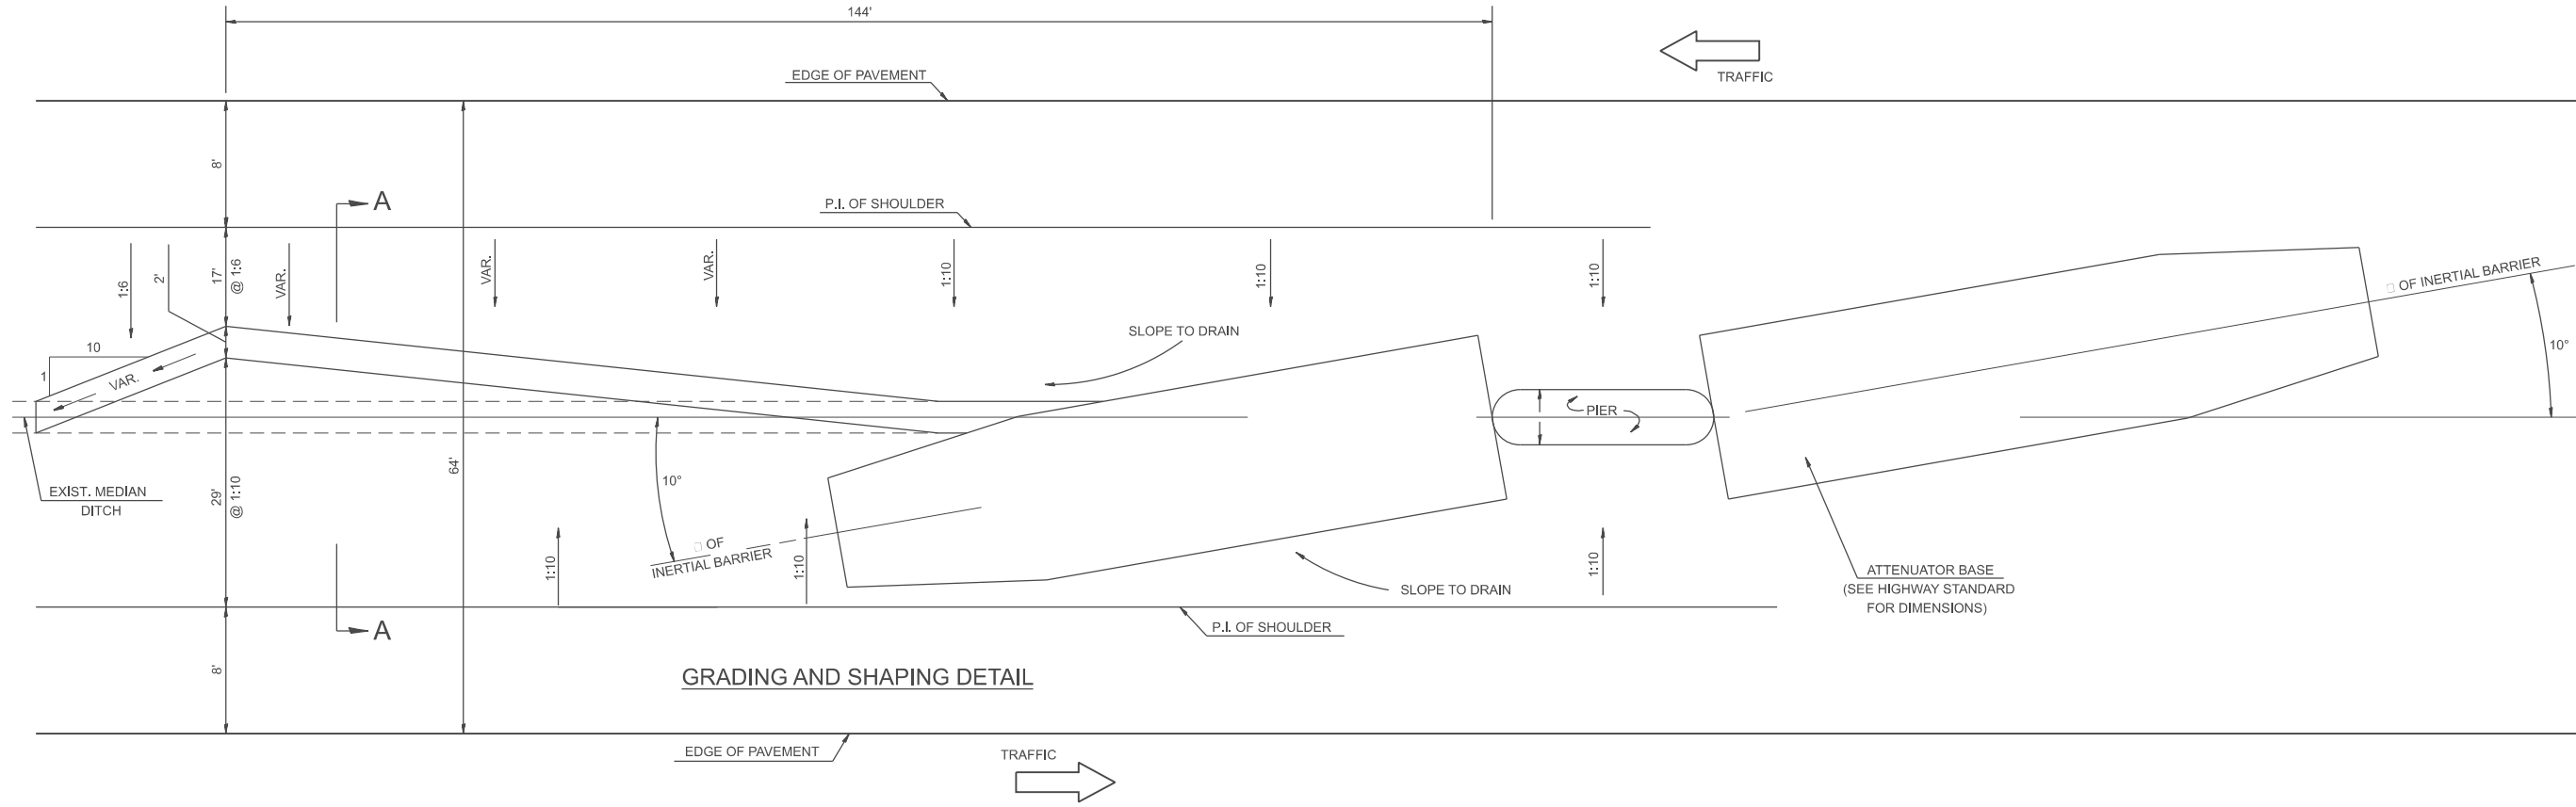 144'
EDGE OF PAVEMENT
TRAFFIC
8'
P.I. OF SHOULDER
A
1:6
2'
17'
@ 1:6
VAR.
VAR.
VAR.
1:10
1:10
1:10
OF INERTIAL BARRIER
10°
SLOPE TO DRAIN
10
1
VAR.
PIER
EXIST. MEDIAN
DITCH
29'
@ 1:10
64'
10°
OF
INERTIAL BARRIER
1:10
1:10
1:10
SLOPE TO DRAIN
ATTENUATOR BASE
(SEE HIGHWAY STANDARD
FOR DIMENSIONS)
A
P.I. OF SHOULDER
8'
GRADING AND SHAPING DETAIL
EDGE OF PAVEMENT
TRAFFIC